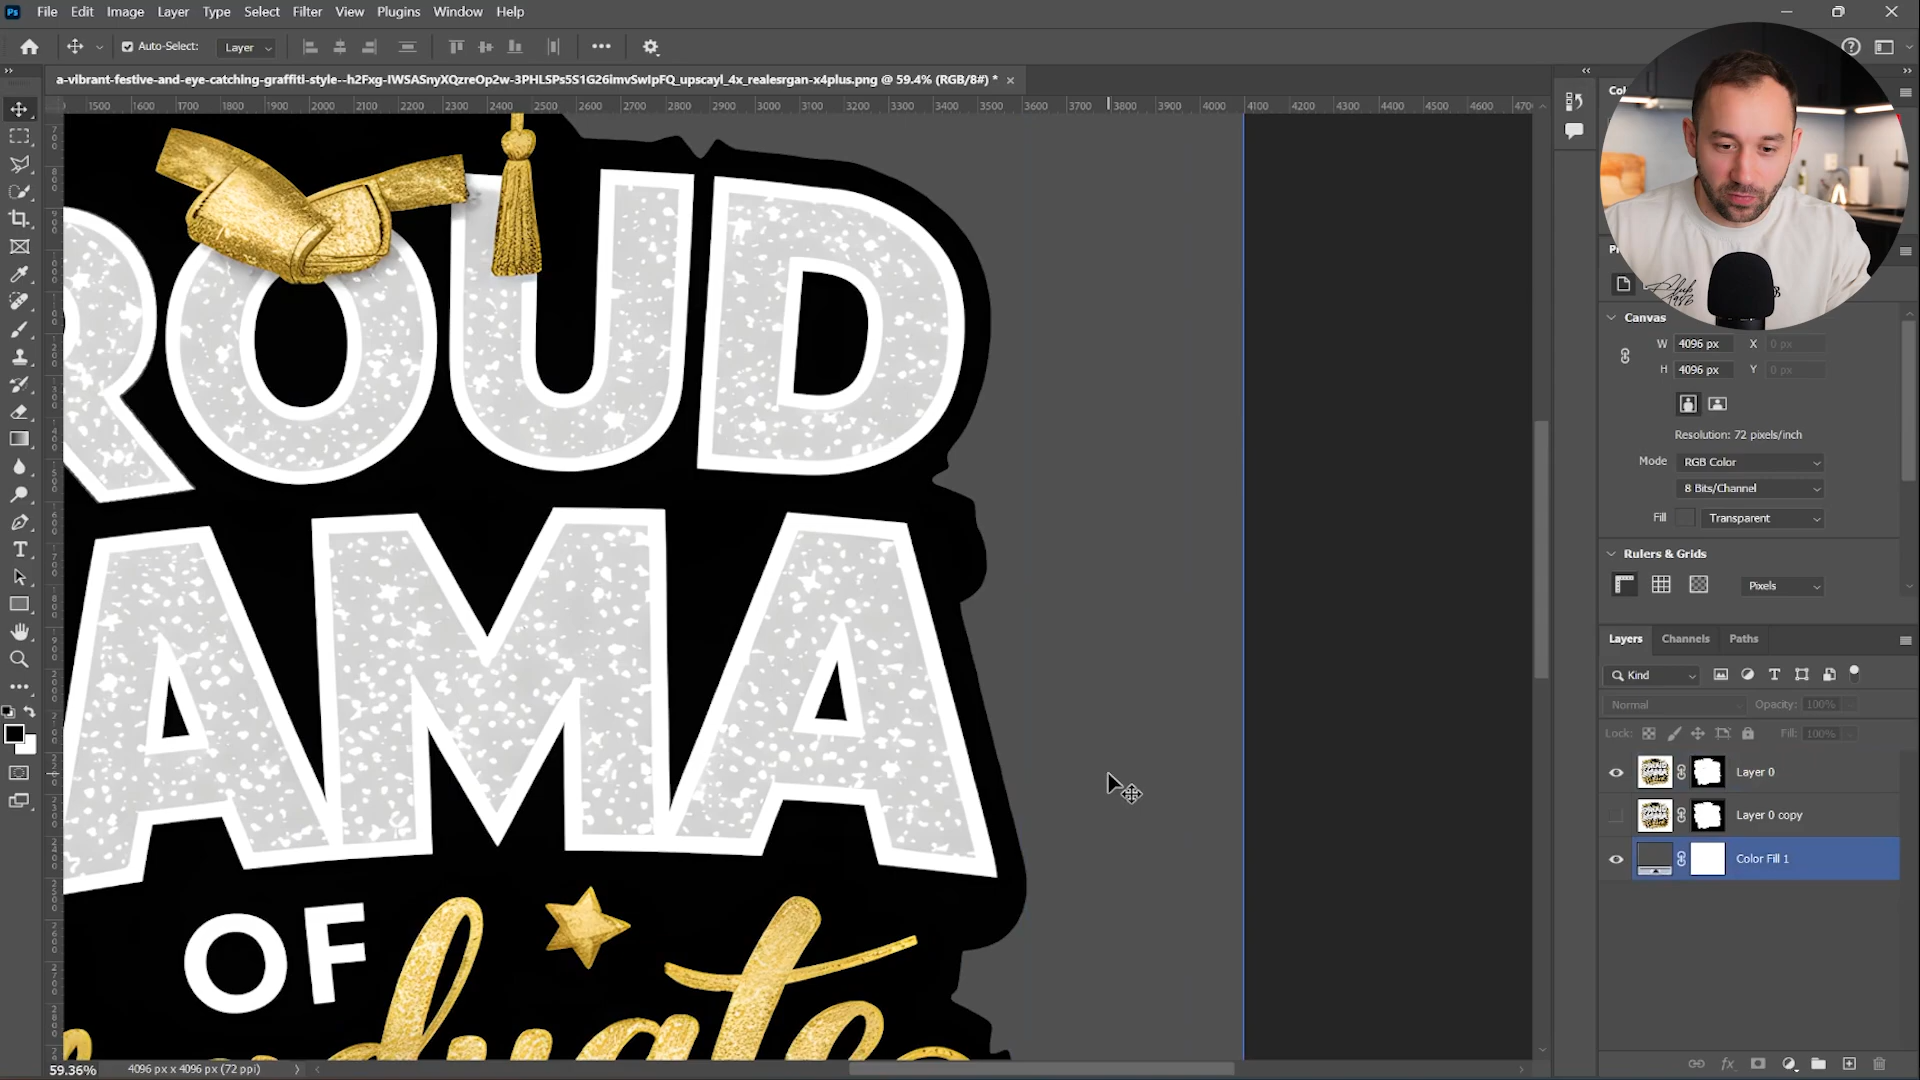 Ps File Edit Image Layer Type Select Filter View Plugins Window Help
Auto-Select: Layer
a-vibrant-festive-and-eye-catching-graffiti-style--h2Fxg-IWSASnyXQzreOp2w-3PHLSPs5S1G26imvSwIpFQ_upscayl_4x_realesrgan-x4plus.png @ 59.4% (RGB/8#) *
1500 1600 1700 1800 1900 2000 2100 2200 2300 2400 2500 2600 2700 2800 2900 3000 3100 3200 3300 3400 3500 3600 3700 3800 3900 4000 4100 4200 4300 4400 4500 4600
ROUD
AMA
OF
Canvas
W 4096 px X 0 px
H 4096 px Y 0 px
Resolution: 72 pixels/inch
Mode RGB Color
8 Bits/Channel
Fill Transparent
Rulers & Grids
Pixels
Layers Channels Paths
Kind
Normal Opacity: 100%
Lock: Fill: 100%
Layer 0
Layer 0 copy
Color Fill 1
59.36% 4096 px x 4096 px (72 ppi)